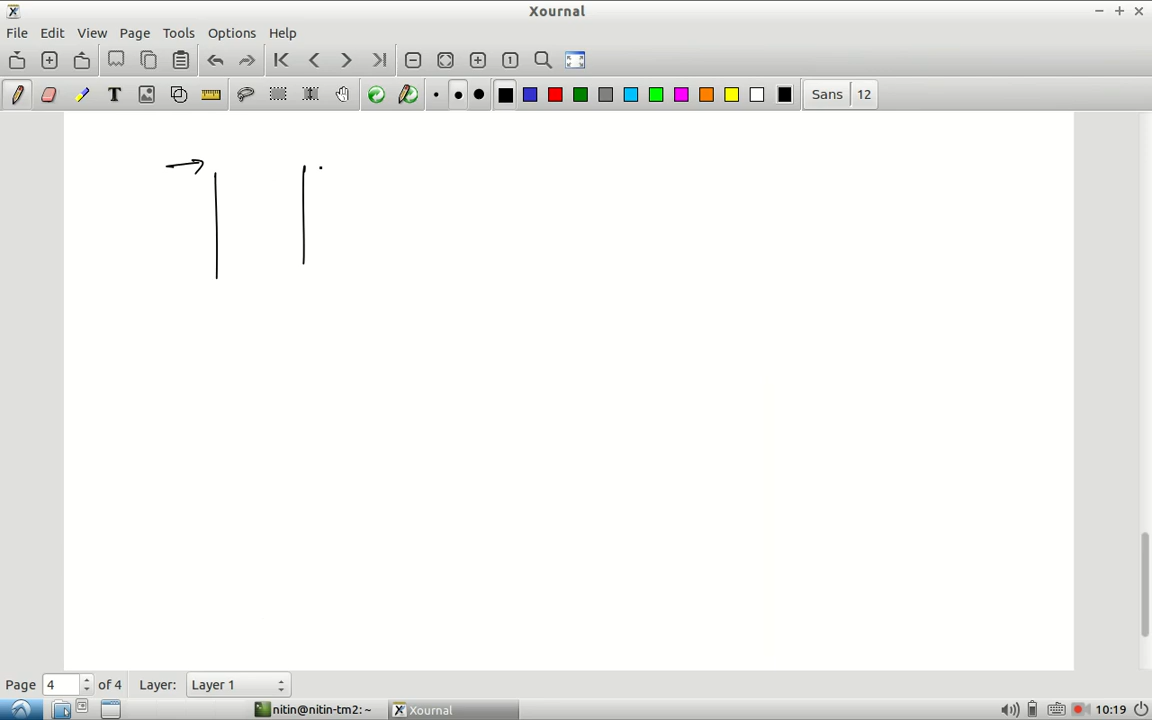 Xournal
File Edit View Page Tools Options Help
T Sans 12
Page 4 of 4 Layer: Layer 1
nitin@nitin-tm2: ~ Xournal 10:19